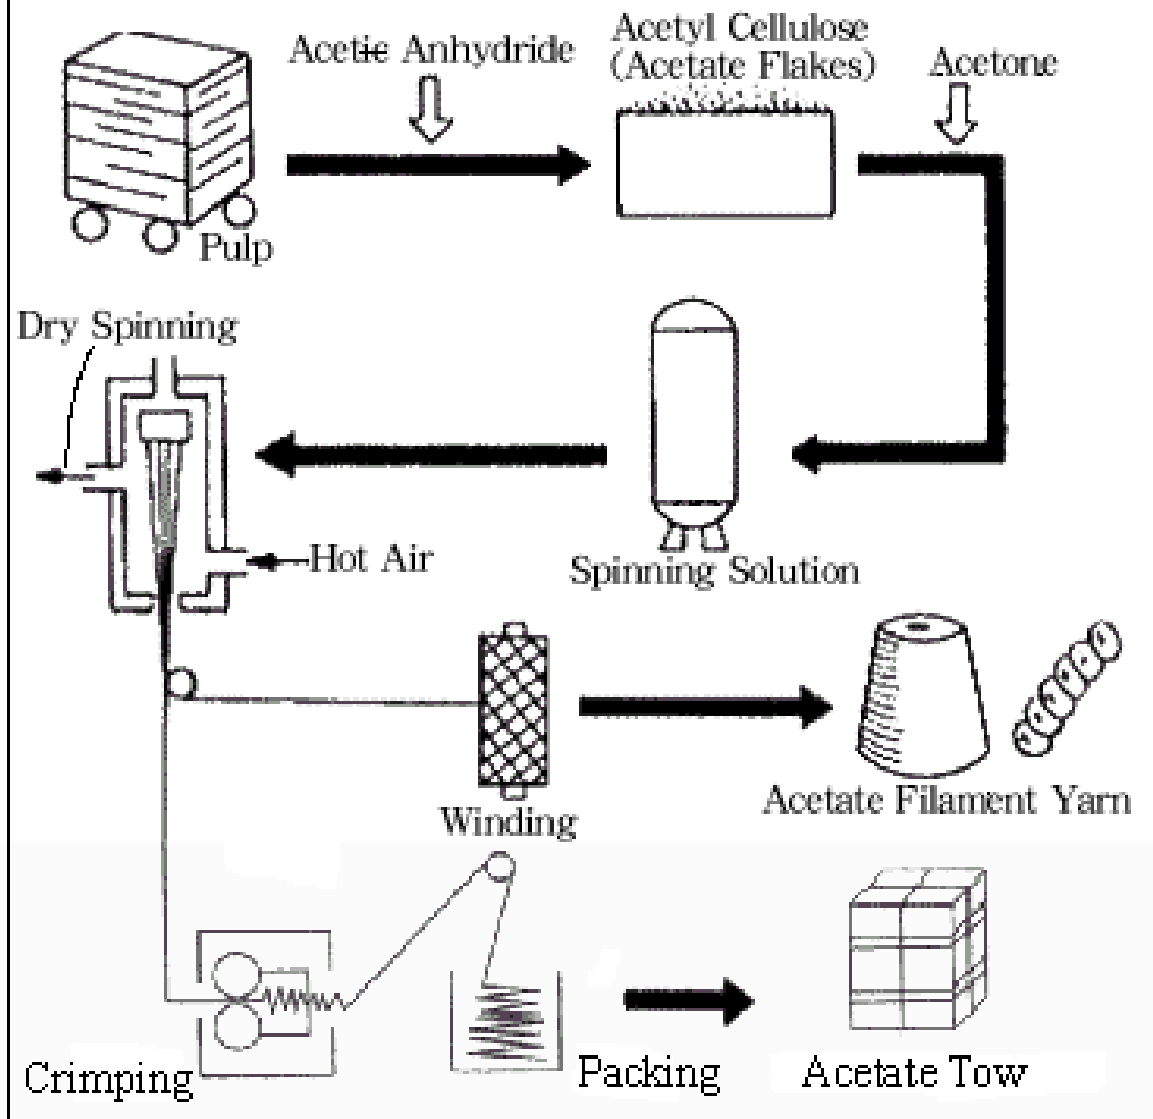 Acetic Anhydride
Acetyl Cellulose
(Acetate Flakes)
Acetone
Pulp
Dry Spinning
Hot Air
Spinning Solution
Winding
Acetate Filament Yarn
Crimping
Packing
Acetate Tow